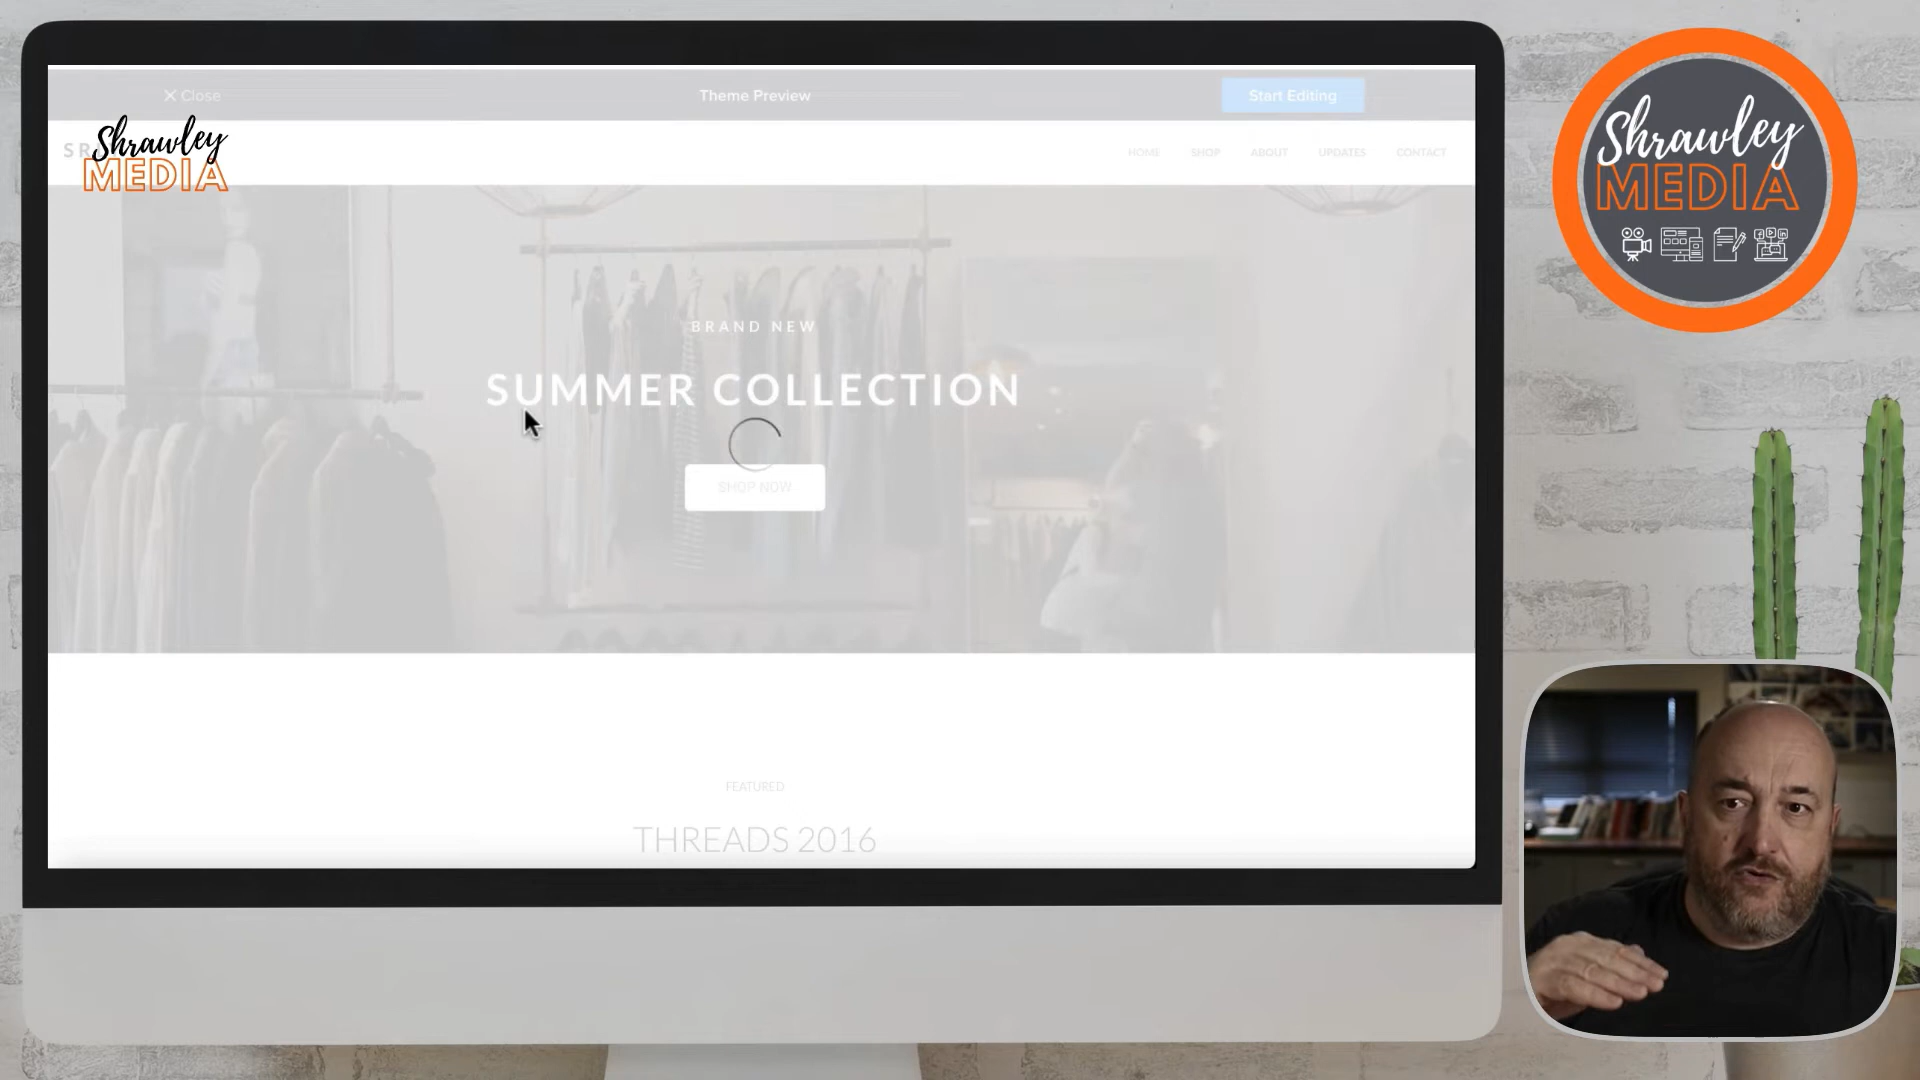 Close
Theme Preview
Start Editing
SR
Shrawley
MEDIA
HOME
SHOP
ABOUT
UPDATES
CONTACT
BRAND NEW
SUMMER COLLECTION
SHOP NOW
FEATURED
THREADS 2016
Shrawley
MEDIA